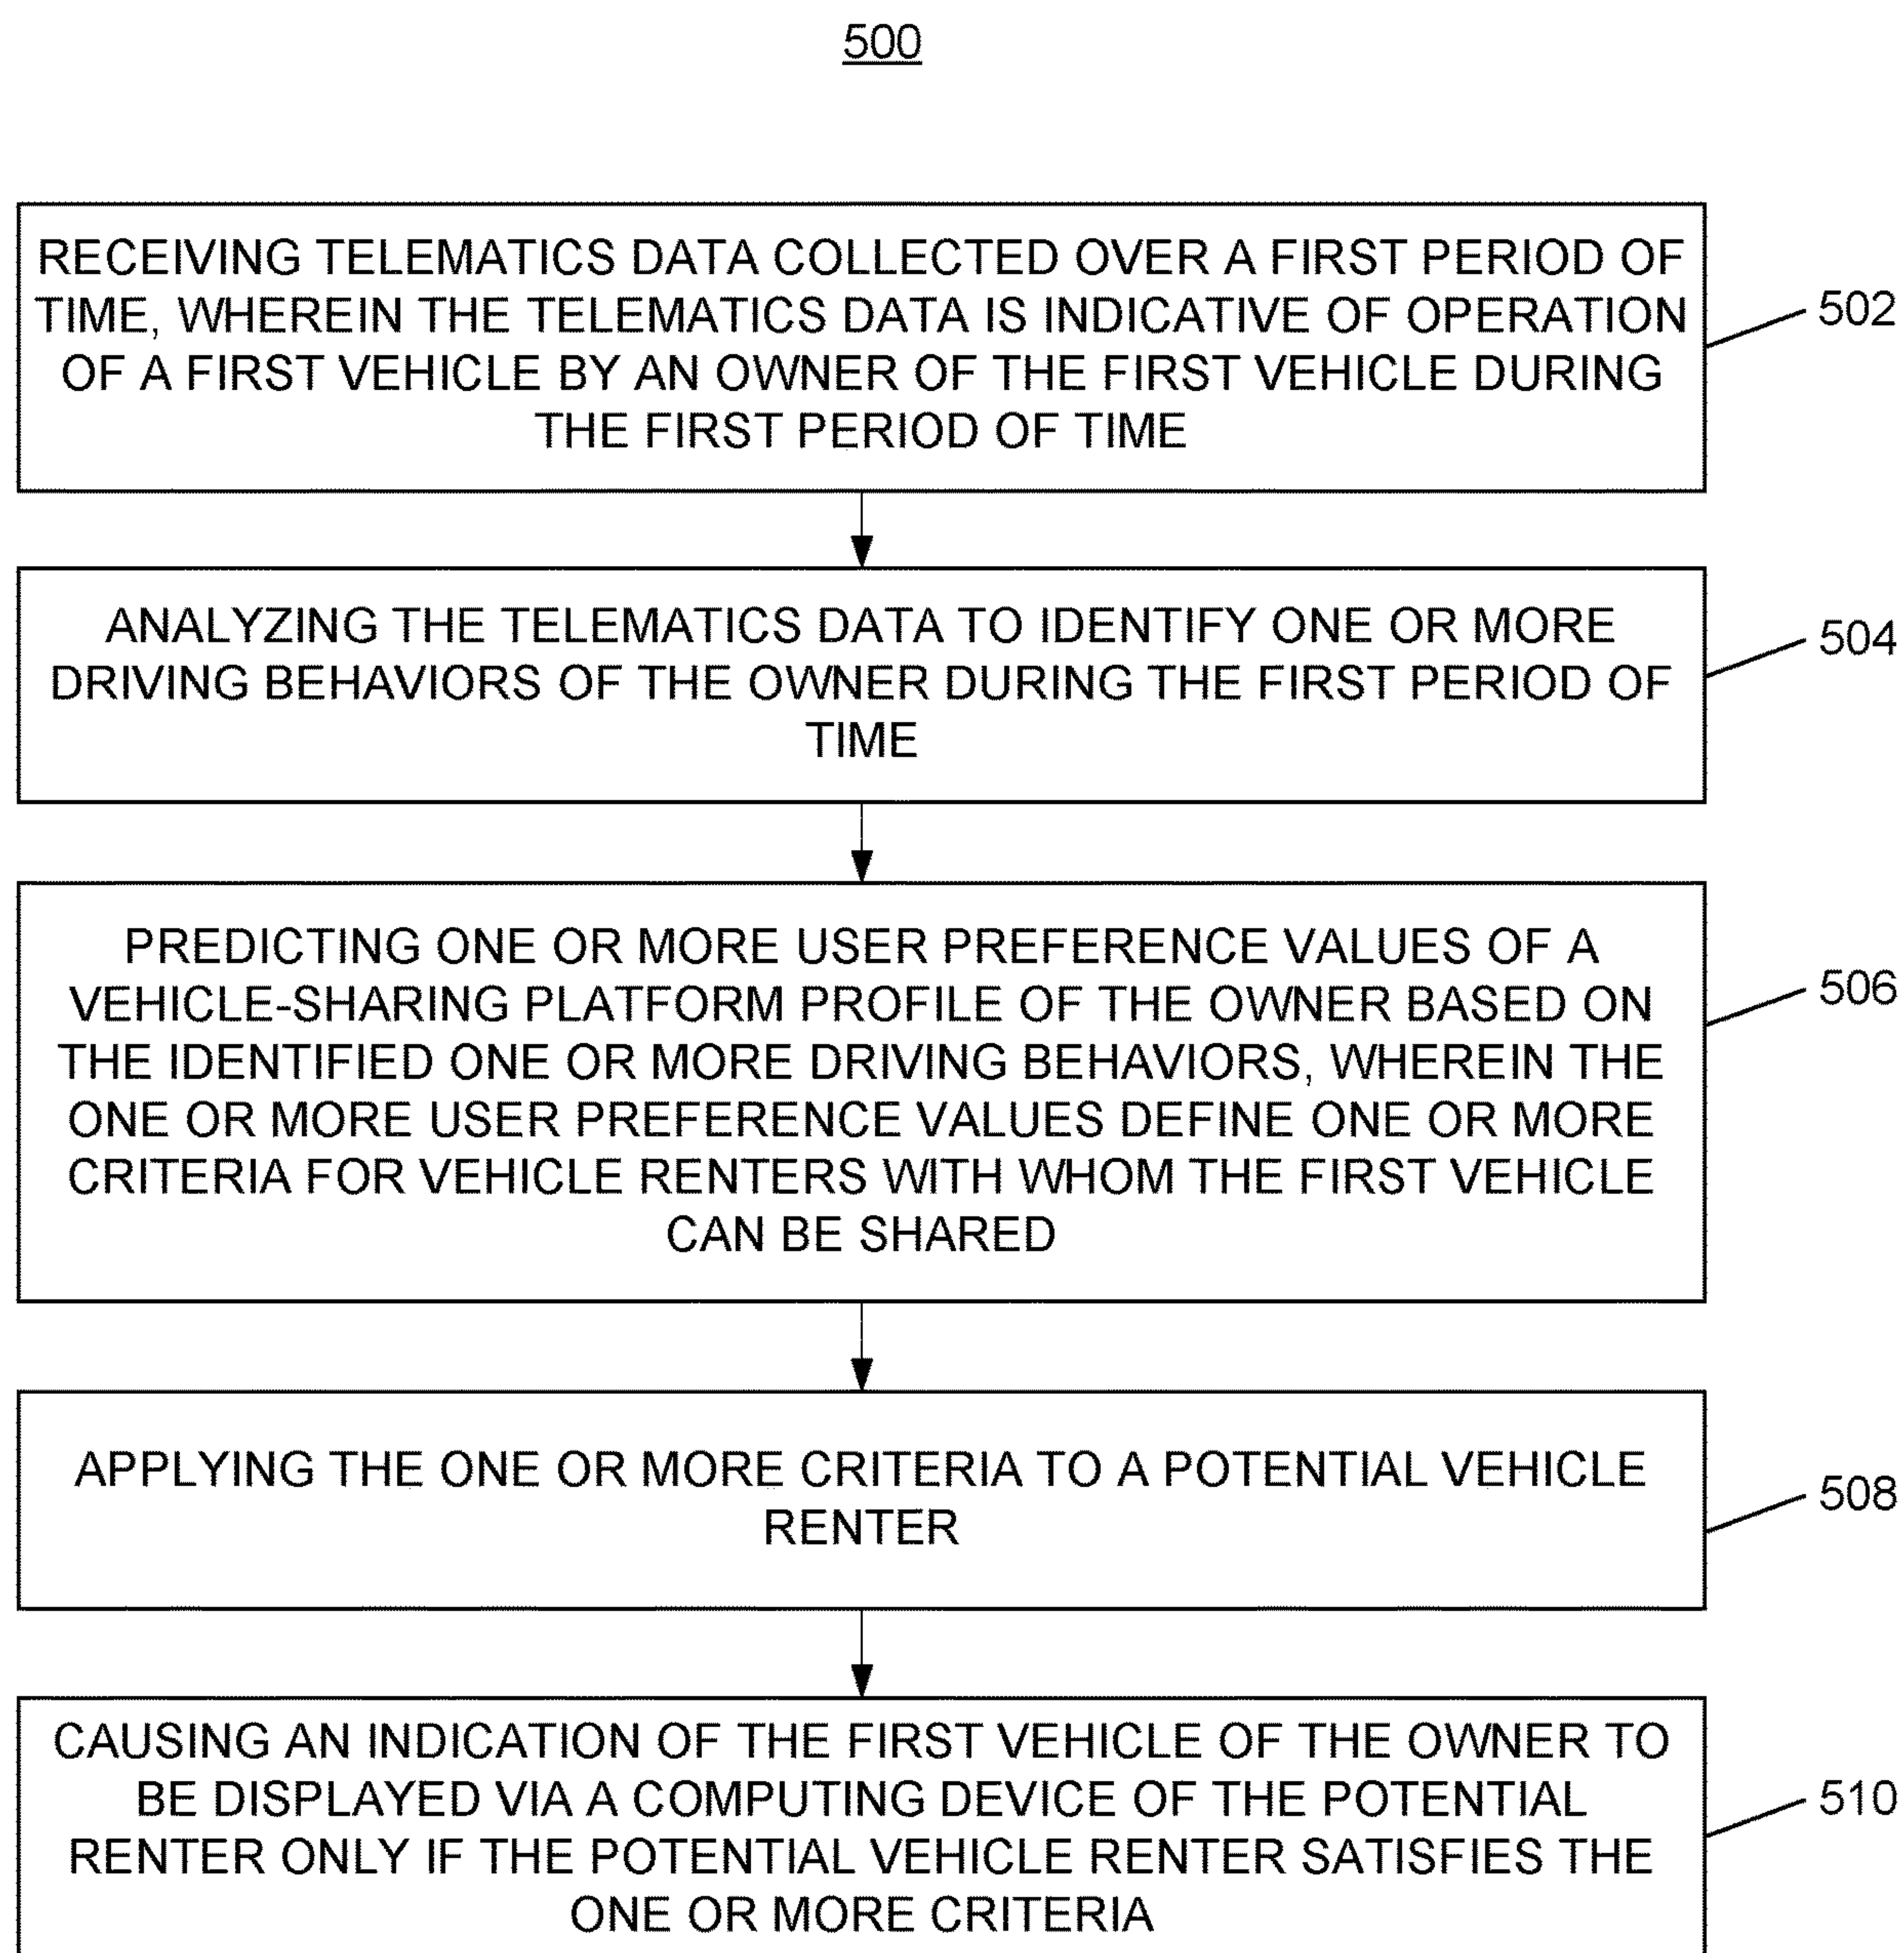 500
RECEIVING TELEMATICS DATA COLLECTED OVER A FIRST PERIOD OF
TIME, WHEREIN THE TELEMATICS DATA IS INDICATIVE OF OPERATION
OF A FIRST VEHICLE BY AN OWNER OF THE FIRST VEHICLE DURING
THE FIRST PERIOD OF TIME
502
ANALYZING THE TELEMATICS DATA TO IDENTIFY ONE OR MORE
DRIVING BEHAVIORS OF THE OWNER DURING THE FIRST PERIOD OF
TIME
504
PREDICTING ONE OR MORE USER PREFERENCE VALUES OF A
VEHICLE-SHARING PLATFORM PROFILE OF THE OWNER BASED ON
THE IDENTIFIED ONE OR MORE DRIVING BEHAVIORS, WHEREIN THE
ONE OR MORE USER PREFERENCE VALUES DEFINE ONE OR MORE
CRITERIA FOR VEHICLE RENTERS WITH WHOM THE FIRST VEHICLE
CAN BE SHARED
506
APPLYING THE ONE OR MORE CRITERIA TO A POTENTIAL VEHICLE
RENTER
508
CAUSING AN INDICATION OF THE FIRST VEHICLE OF THE OWNER TO
BE DISPLAYED VIA A COMPUTING DEVICE OF THE POTENTIAL
RENTER ONLY IF THE POTENTIAL VEHICLE RENTER SATISFIES THE
ONE OR MORE CRITERIA
510